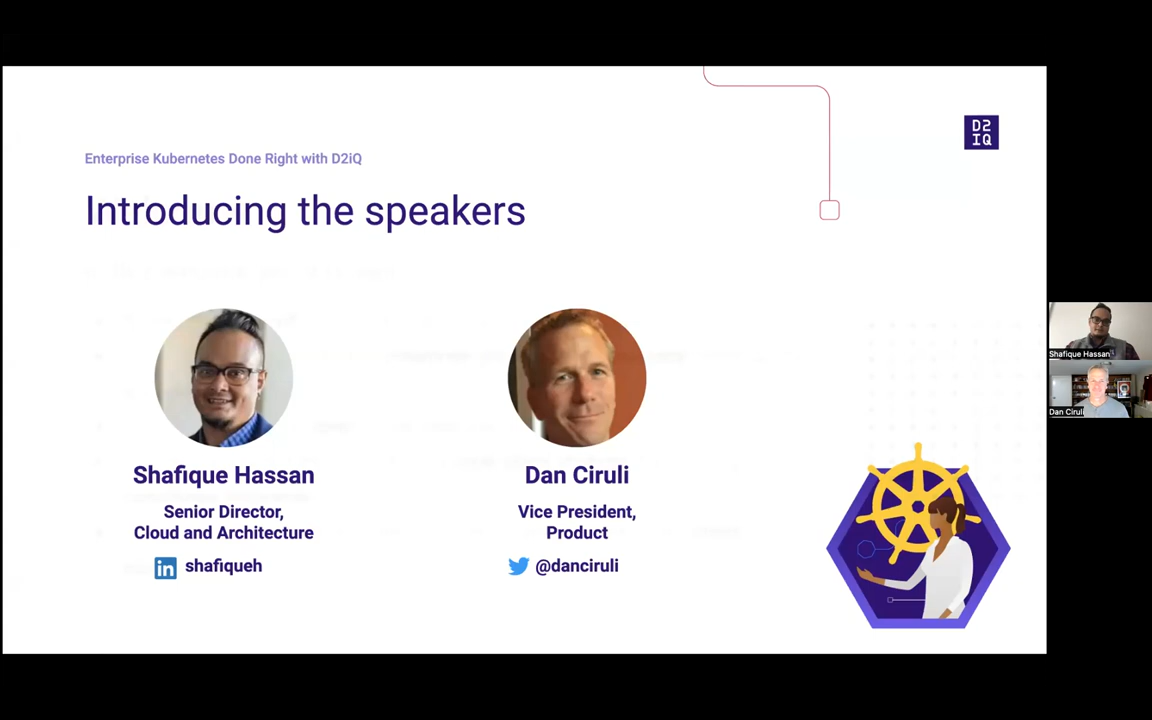 D2
IQ
Enterprise Kubernetes Done Right with D2iQ
Introducing the speakers
Shafique Hassan
Senior Director,
Cloud and Architecture
in shafiqueh
Dan Ciruli
Vice President,
Product
@danciruli
Shafique Hassan
Dan Ciruli